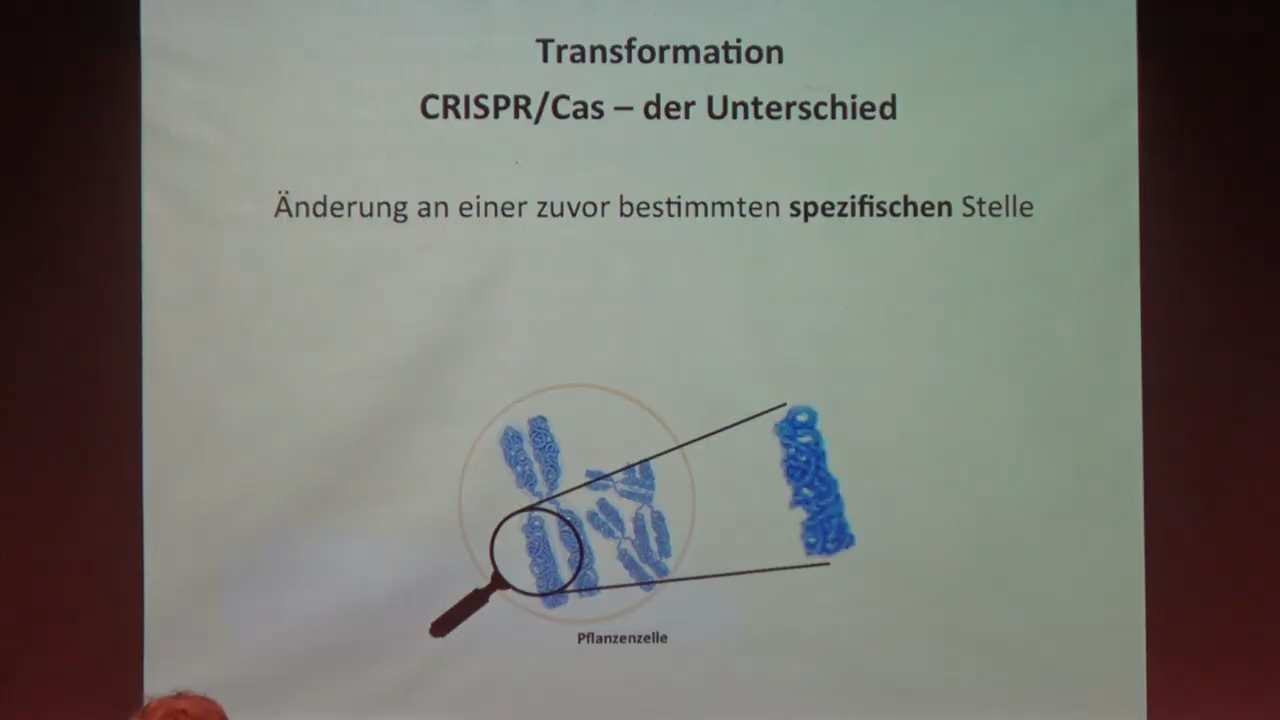 Transformation
CRISPR/Cas – der Unterschied
Änderung an einer zuvor bestimmten spezifischen Stelle
Pflanzenzelle